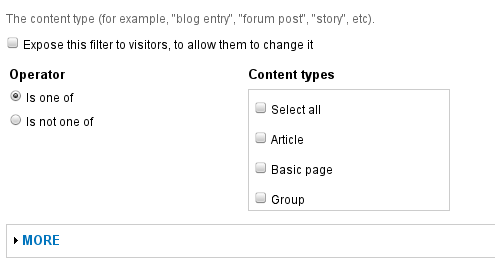 The content type (for example, "blog entry", "forum post", "story", etc).
Expose this filter to visitors, to allow them to change it
Operator
Is one of
Is not one of
Content types
Select all
Article
Basic page
Group
MORE